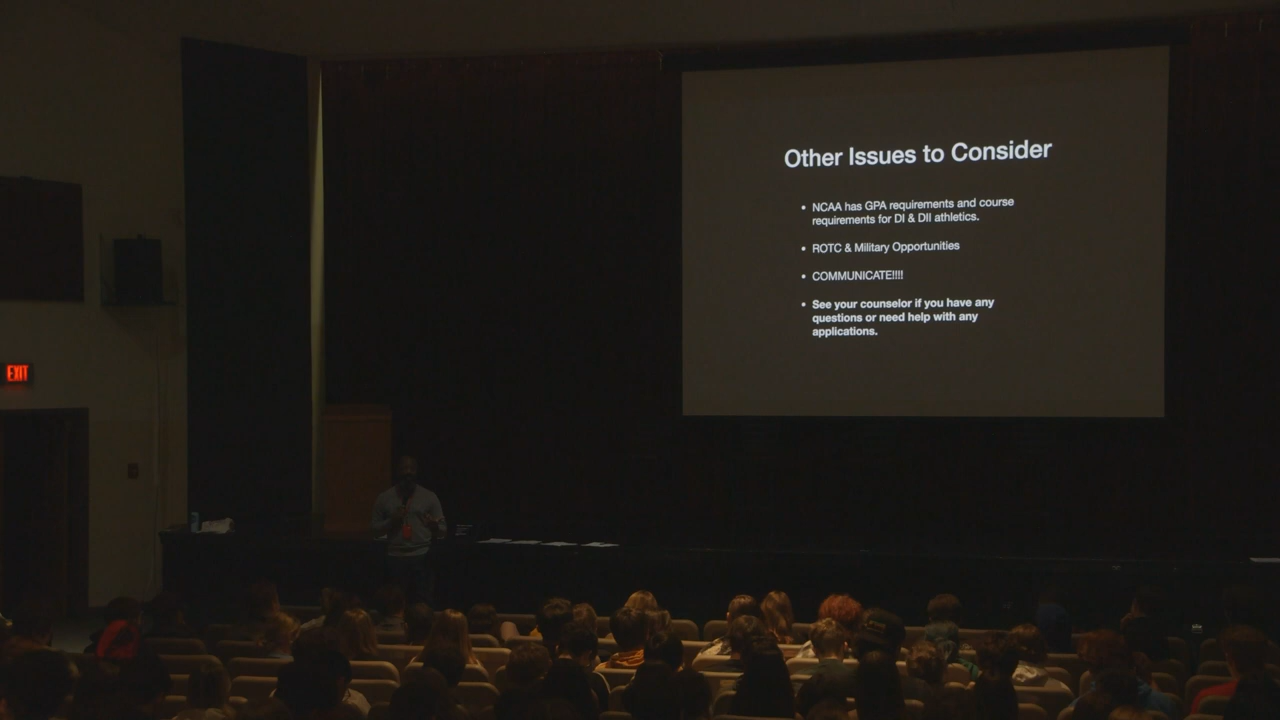 Other Issues to Consider
• NCAA has GPA requirements and course
requirements for DI & DII athletics.
• ROTC & Military Opportunities
• COMMUNICATE!!!!
• See your counselor if you have any
questions or need help with any
applications.
EXIT